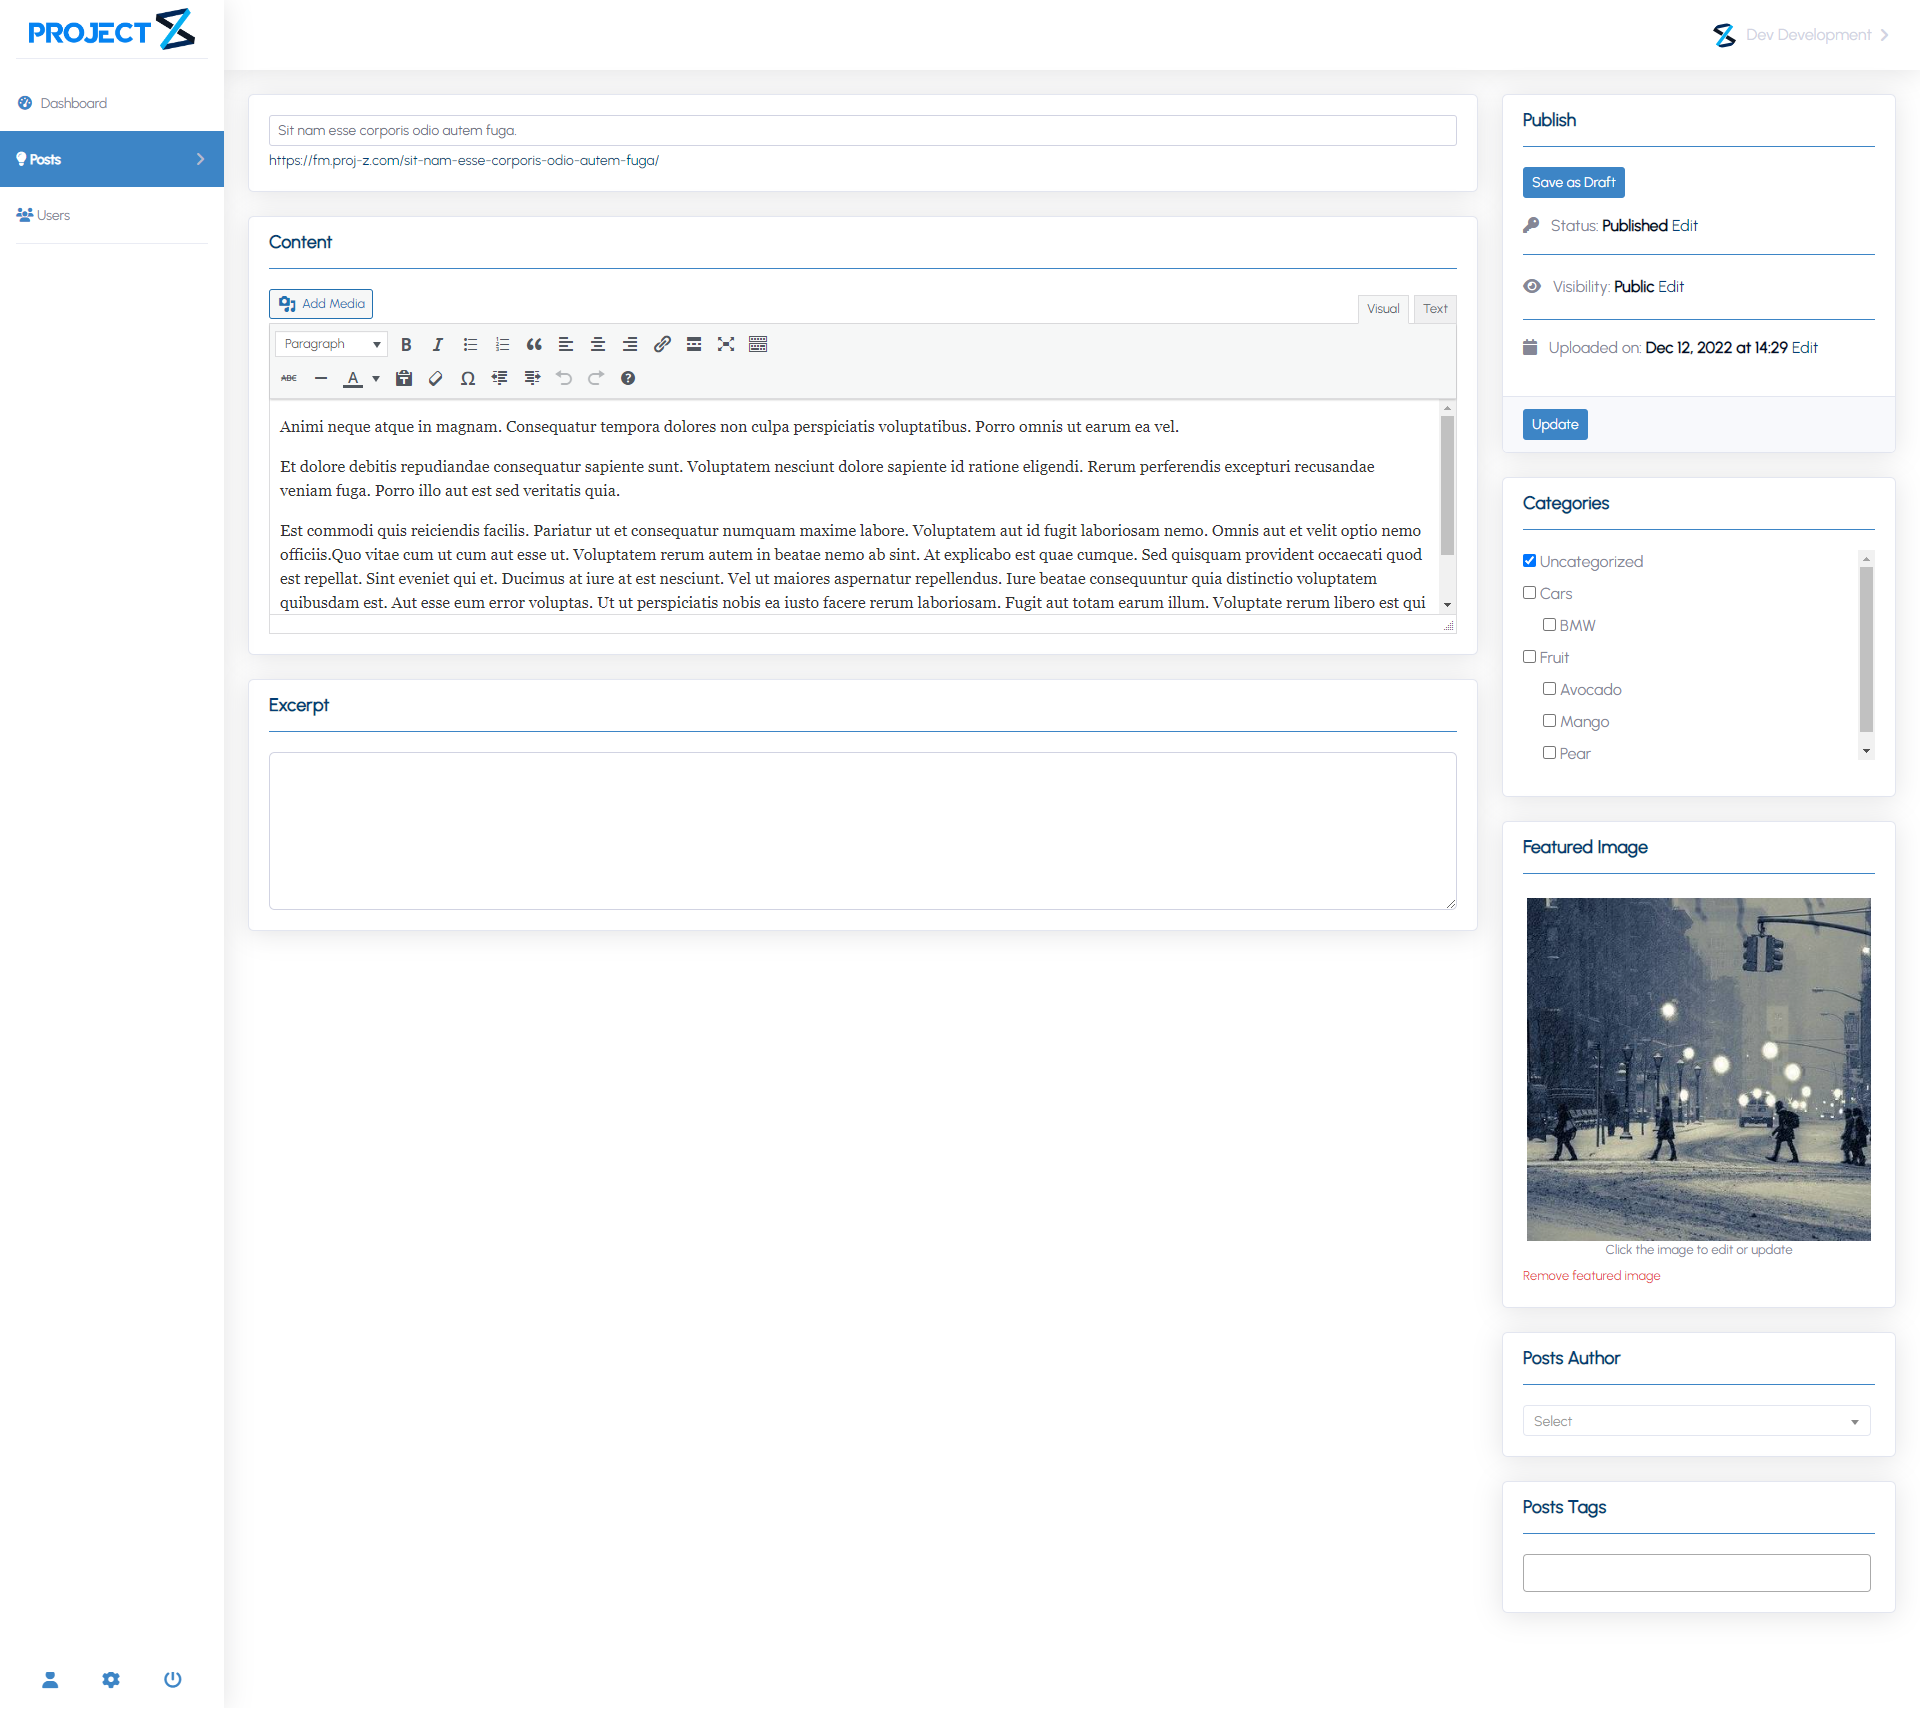 PROJECT
Dev Development
Dashboard
Posts
Users
Sit nam esse corporis odio autem fuga.
https://fm.proj-z.com/sit-nam-esse-corporis-odio-autem-fuga/
Content
Add Media
Visual
Text
Paragraph
B
I
ABC
A
Ω
Animi neque atque in magnam. Consequatur tempora dolores non culpa perspiciatis voluptatibus. Porro omnis ut earum ea vel.
Et dolore debitis repudiandae consequatur sapiente sunt. Voluptatem nesciunt dolore sapiente id ratione eligendi. Rerum perferendis excepturi recusandae
veniam fuga. Porro illo aut est sed veritatis quia.
Est commodi quis reiciendis facilis. Pariatur ut et consequatur numquam maxime labore. Voluptatem aut id fugit laboriosam nemo. Omnis aut et velit optio nemo
officiis.Quo vitae cum ut cum aut esse ut. Voluptatem rerum autem in beatae nemo ab sint. At explicabo est quae cumque. Sed quisquam provident occaecati quod
est repellat. Sint eveniet qui et. Ducimus at iure at est nesciunt. Vel ut maiores aspernatur repellendus. Iure beatae consequuntur quia distinctio voluptatem
quibusdam est. Aut esse eum error voluptas. Ut ut perspiciatis nobis ea iusto facere rerum laboriosam. Fugit aut totam earum illum. Voluptate rerum libero est qui
Excerpt
Publish
Save as Draft
Status: Published Edit
Visibility: Public Edit
Uploaded on: Dec 12, 2022 at 14:29 Edit
Update
Categories
Uncategorized
Cars
BMW
Fruit
Avocado
Mango
Pear
Featured Image
Click the image to edit or update
Remove featured image
Posts Author
Select
Posts Tags